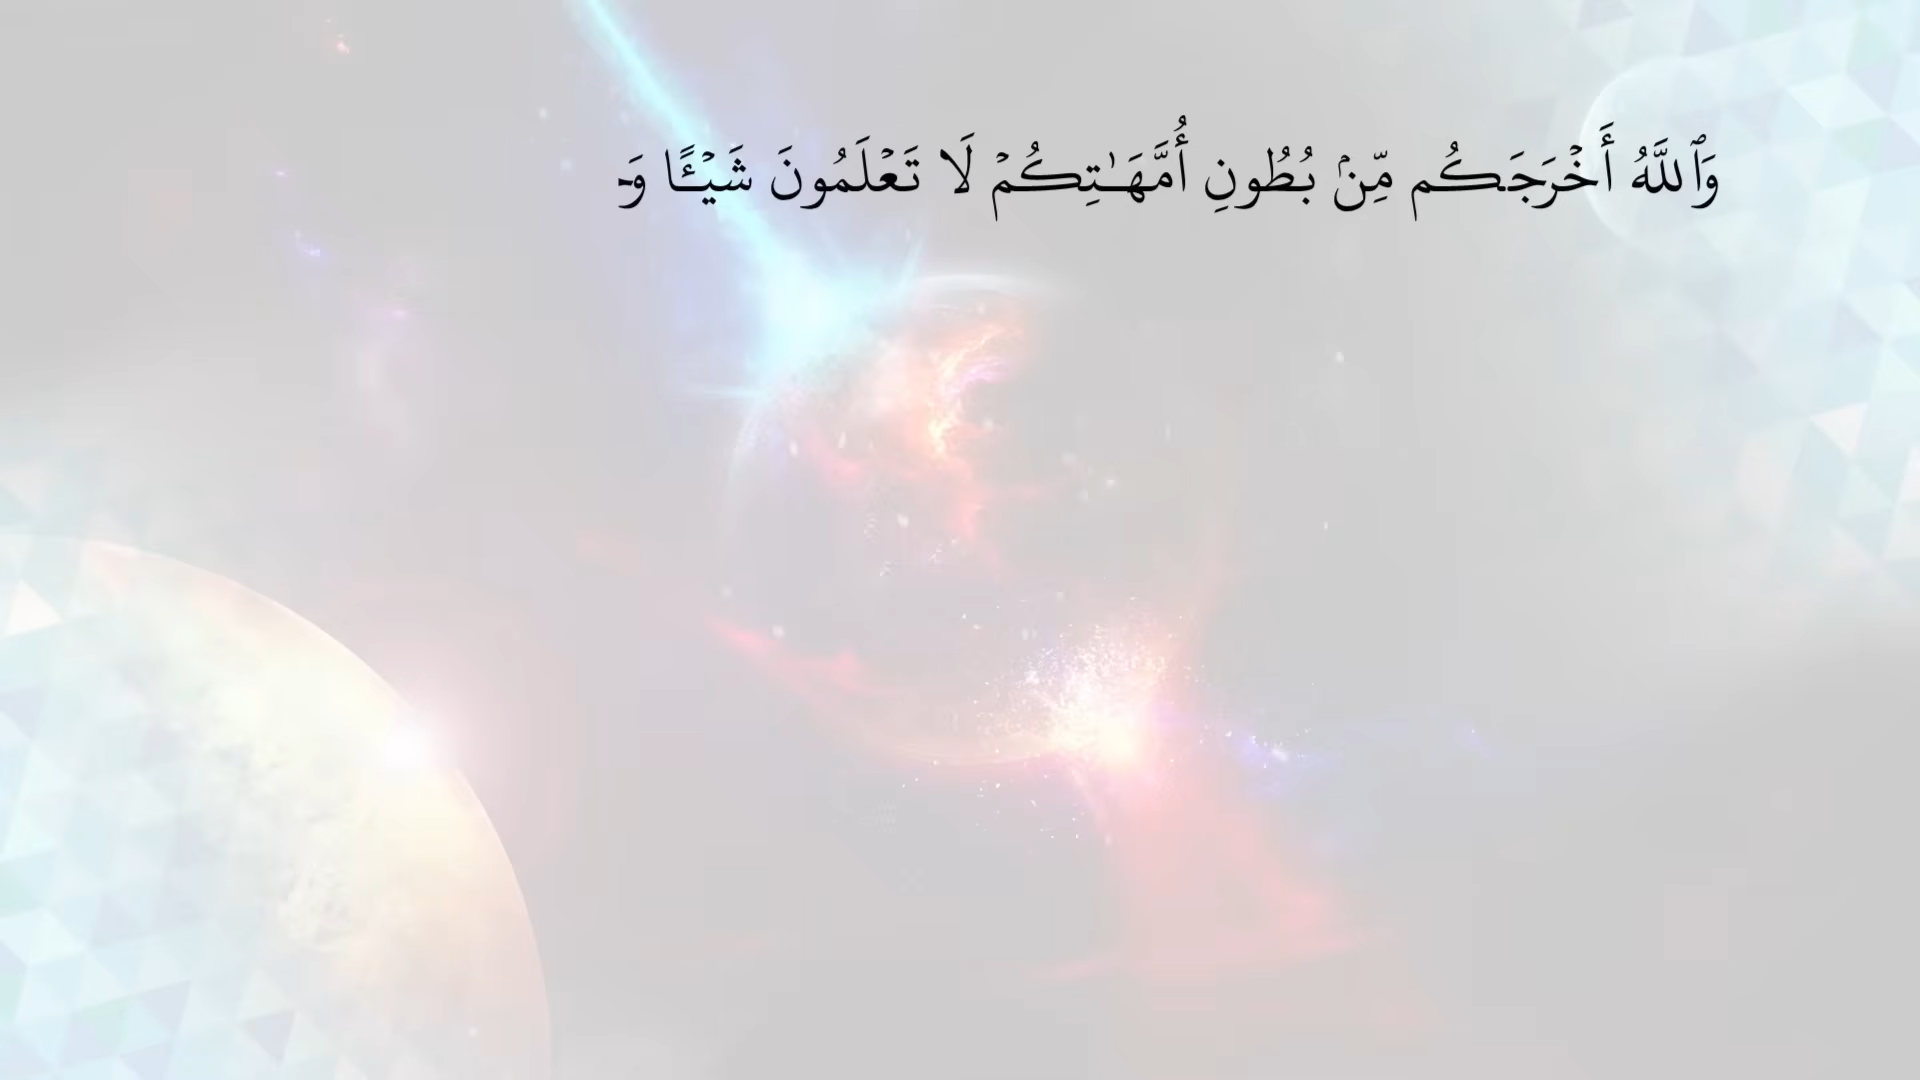 وَٱللَّهُ أَخۡرَجَكُم مِّنۢ بُطُونِ أُمَّهَـٰتِكُمۡ لَا تَعۡلَمُونَ شَيۡـًٔا وَ